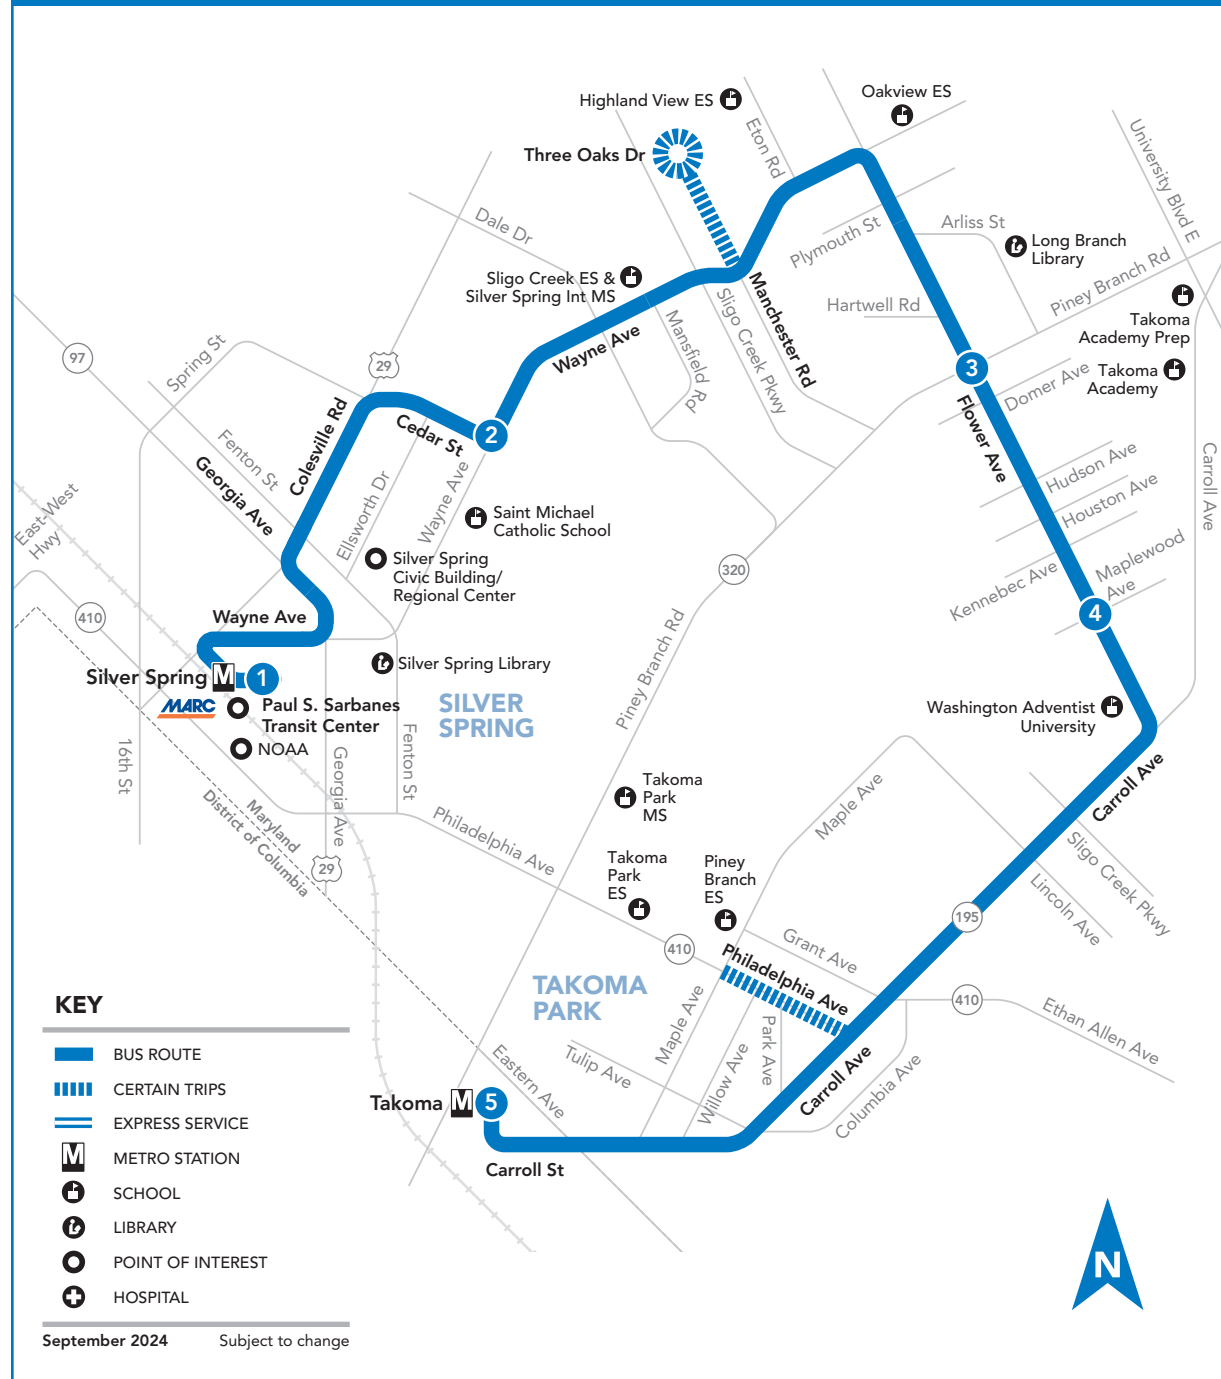 Highland View ES
Oakview ES
Three Oaks Dr
Eton Rd
University Blvd E
Dale Dr
Plymouth St
Arliss St
Long Branch
Library
Piney Branch Rd
Sligo Creek ES &
Silver Spring Int MS
Manchester Rd
Sligo Creek Pkwy
Hartwell Rd
Takoma
Academy Prep
Wayne Ave
Mansfield
Rd
97
Spring St
29
3
Domer Ave
Takoma
Academy
Colesville Rd
Cedar St
2
Flower Ave
Fenton St
Georgia Ave
Wayne Ave
Ellsworth Dr
Hudson Ave
Carroll Ave
Houston Ave
East-West
Hwy
Saint Michael
Catholic School
Silver Spring
Civic Building/
Regional Center
320
Kennebec Ave
Maplewood
Ave
410
Wayne Ave
4
Silver Spring
M
1
Silver Spring Library
Piney Branch Rd
MARC
Paul S. Sarbanes
Transit Center
SILVER
SPRING
Washington Adventist
University
NOAA
16th St
Georgia Ave
Fenton St
Takoma
Park
MS
Maple Ave
Carroll Ave
Maryland
District of Columbia
29
Philadelphia Ave
Takoma
Park
ES
Piney
Branch
ES
Sligo Creek Pkwy
Lincoln Ave
195
410
Grant Ave
Philadelphia Ave
TAKOMA
PARK
410
Ethan Allen Ave
Maple Ave
Park Ave
Willow Ave
Tulip Ave
Eastern Ave
Carroll Ave
Columbia Ave
Takoma
M
5
Carroll St
KEY
BUS ROUTE
CERTAIN TRIPS
EXPRESS SERVICE
M
METRO STATION
SCHOOL
LIBRARY
POINT OF INTEREST
HOSPITAL
N
September 2024
Subject to change